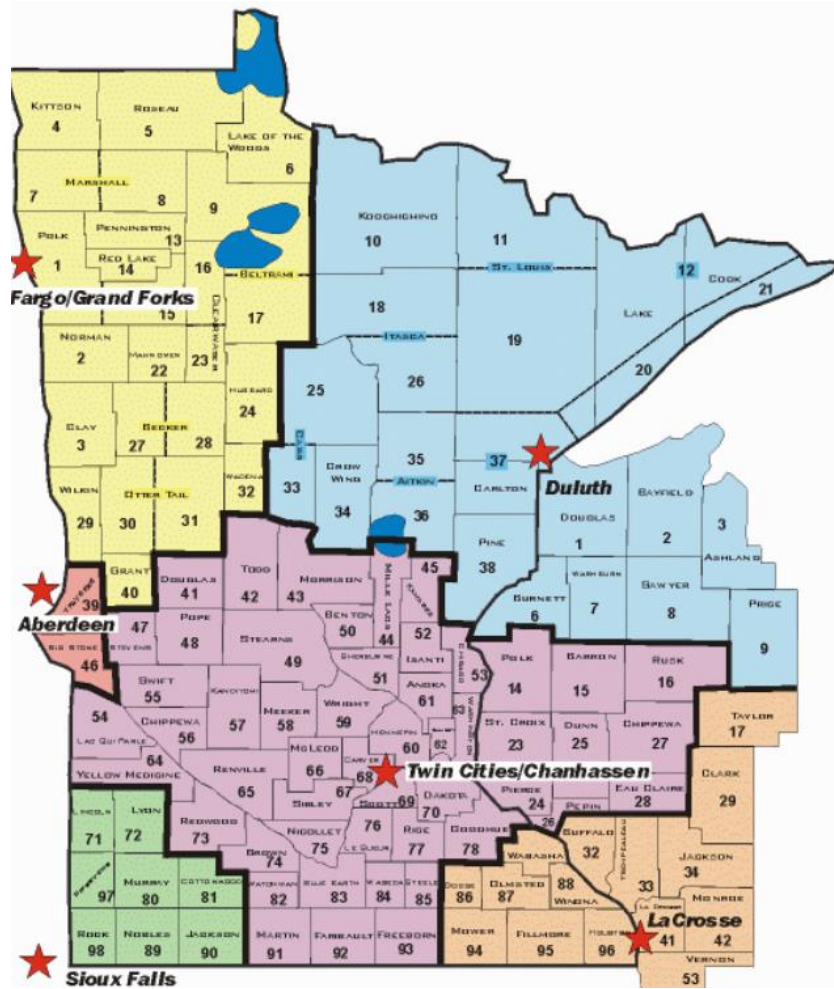 KITTSON
4
ROSEAU
5
LAKE OF THE
WOODS
6
7
MARSHALL
8
9
POLK
1
PENNINGTON
13
RED LAKE
14
15
16
BELTRAMI
17
Fargo/Grand Forks
NORMAN
2
22
23
HUBBARD
24
CLAY
3
BECKER
27
28
WILKIN
29
OTTER TAIL
30
31
WADENA
32
GRANT
40
10
11
ST. LOUIS
12
COOK
21
LAKE
20
18
ITASCA
19
25
26
CASS
33
CROW
WING
34
35
AITKIN
36
37
CARLTON
PINE
38
Duluth
DOUGLAS
1
BAYFIELD
2
3
ASHLAND
BURNETT
6
WASHBURN
7
SAWYER
8
9
39
Aberdeen
BIG STONE
46
DOUGLAS
41
TODD
42
MORRISON
43
MILLE LACS
44
45
47
STEVENS
POPE
48
STEARNS
49
BENTON
50
51
52
ISANTI
CHISAGO
53
ANOKA
61
63
WASHINGTON
SWIFT
55
54
LAC QUI PARLE
CHIPPEWA
56
KANDIYOHI
57
MEEKER
58
WRIGHT
59
HENNEPIN
60
62
64
YELLOW MEDICINE
RENVILLE
65
MCLEOD
66
CARVER
68
67
SIBLEY
SCOTT
69
DAKOTA
70
Twin Cities/Chanhassen
POLK
14
BARRON
15
RUSK
16
ST. CROIX
23
DUNN
25
CHIPPEWA
27
PIERCE
24
PEPIN
26
EAU CLAIRE
28
TAYLOR
17
CLARK
29
LINCOLN
71
LYON
72
REDWOOD
73
BROWN
74
NICOLLET
75
76
LE SUEUR
RICE
77
GOODHUE
78
97
MURRAY
80
COTTONWOOD
81
WATONWAN
82
BLUE EARTH
83
WASECA
84
STEELE
85
DODGE
86
OLMSTED
87
WABASHA
88
WINONA
BUFFALO
32
TREMPEALEAU
33
JACKSON
34
ROCK
98
NOBLES
89
JACKSON
90
MARTIN
91
FARIBAULT
92
FREEBORN
93
MOWER
94
FILLMORE
95
HOUSTON
96
LaCrosse
LA CROSSE
41
MONROE
42
VERNON
53
Sioux Falls